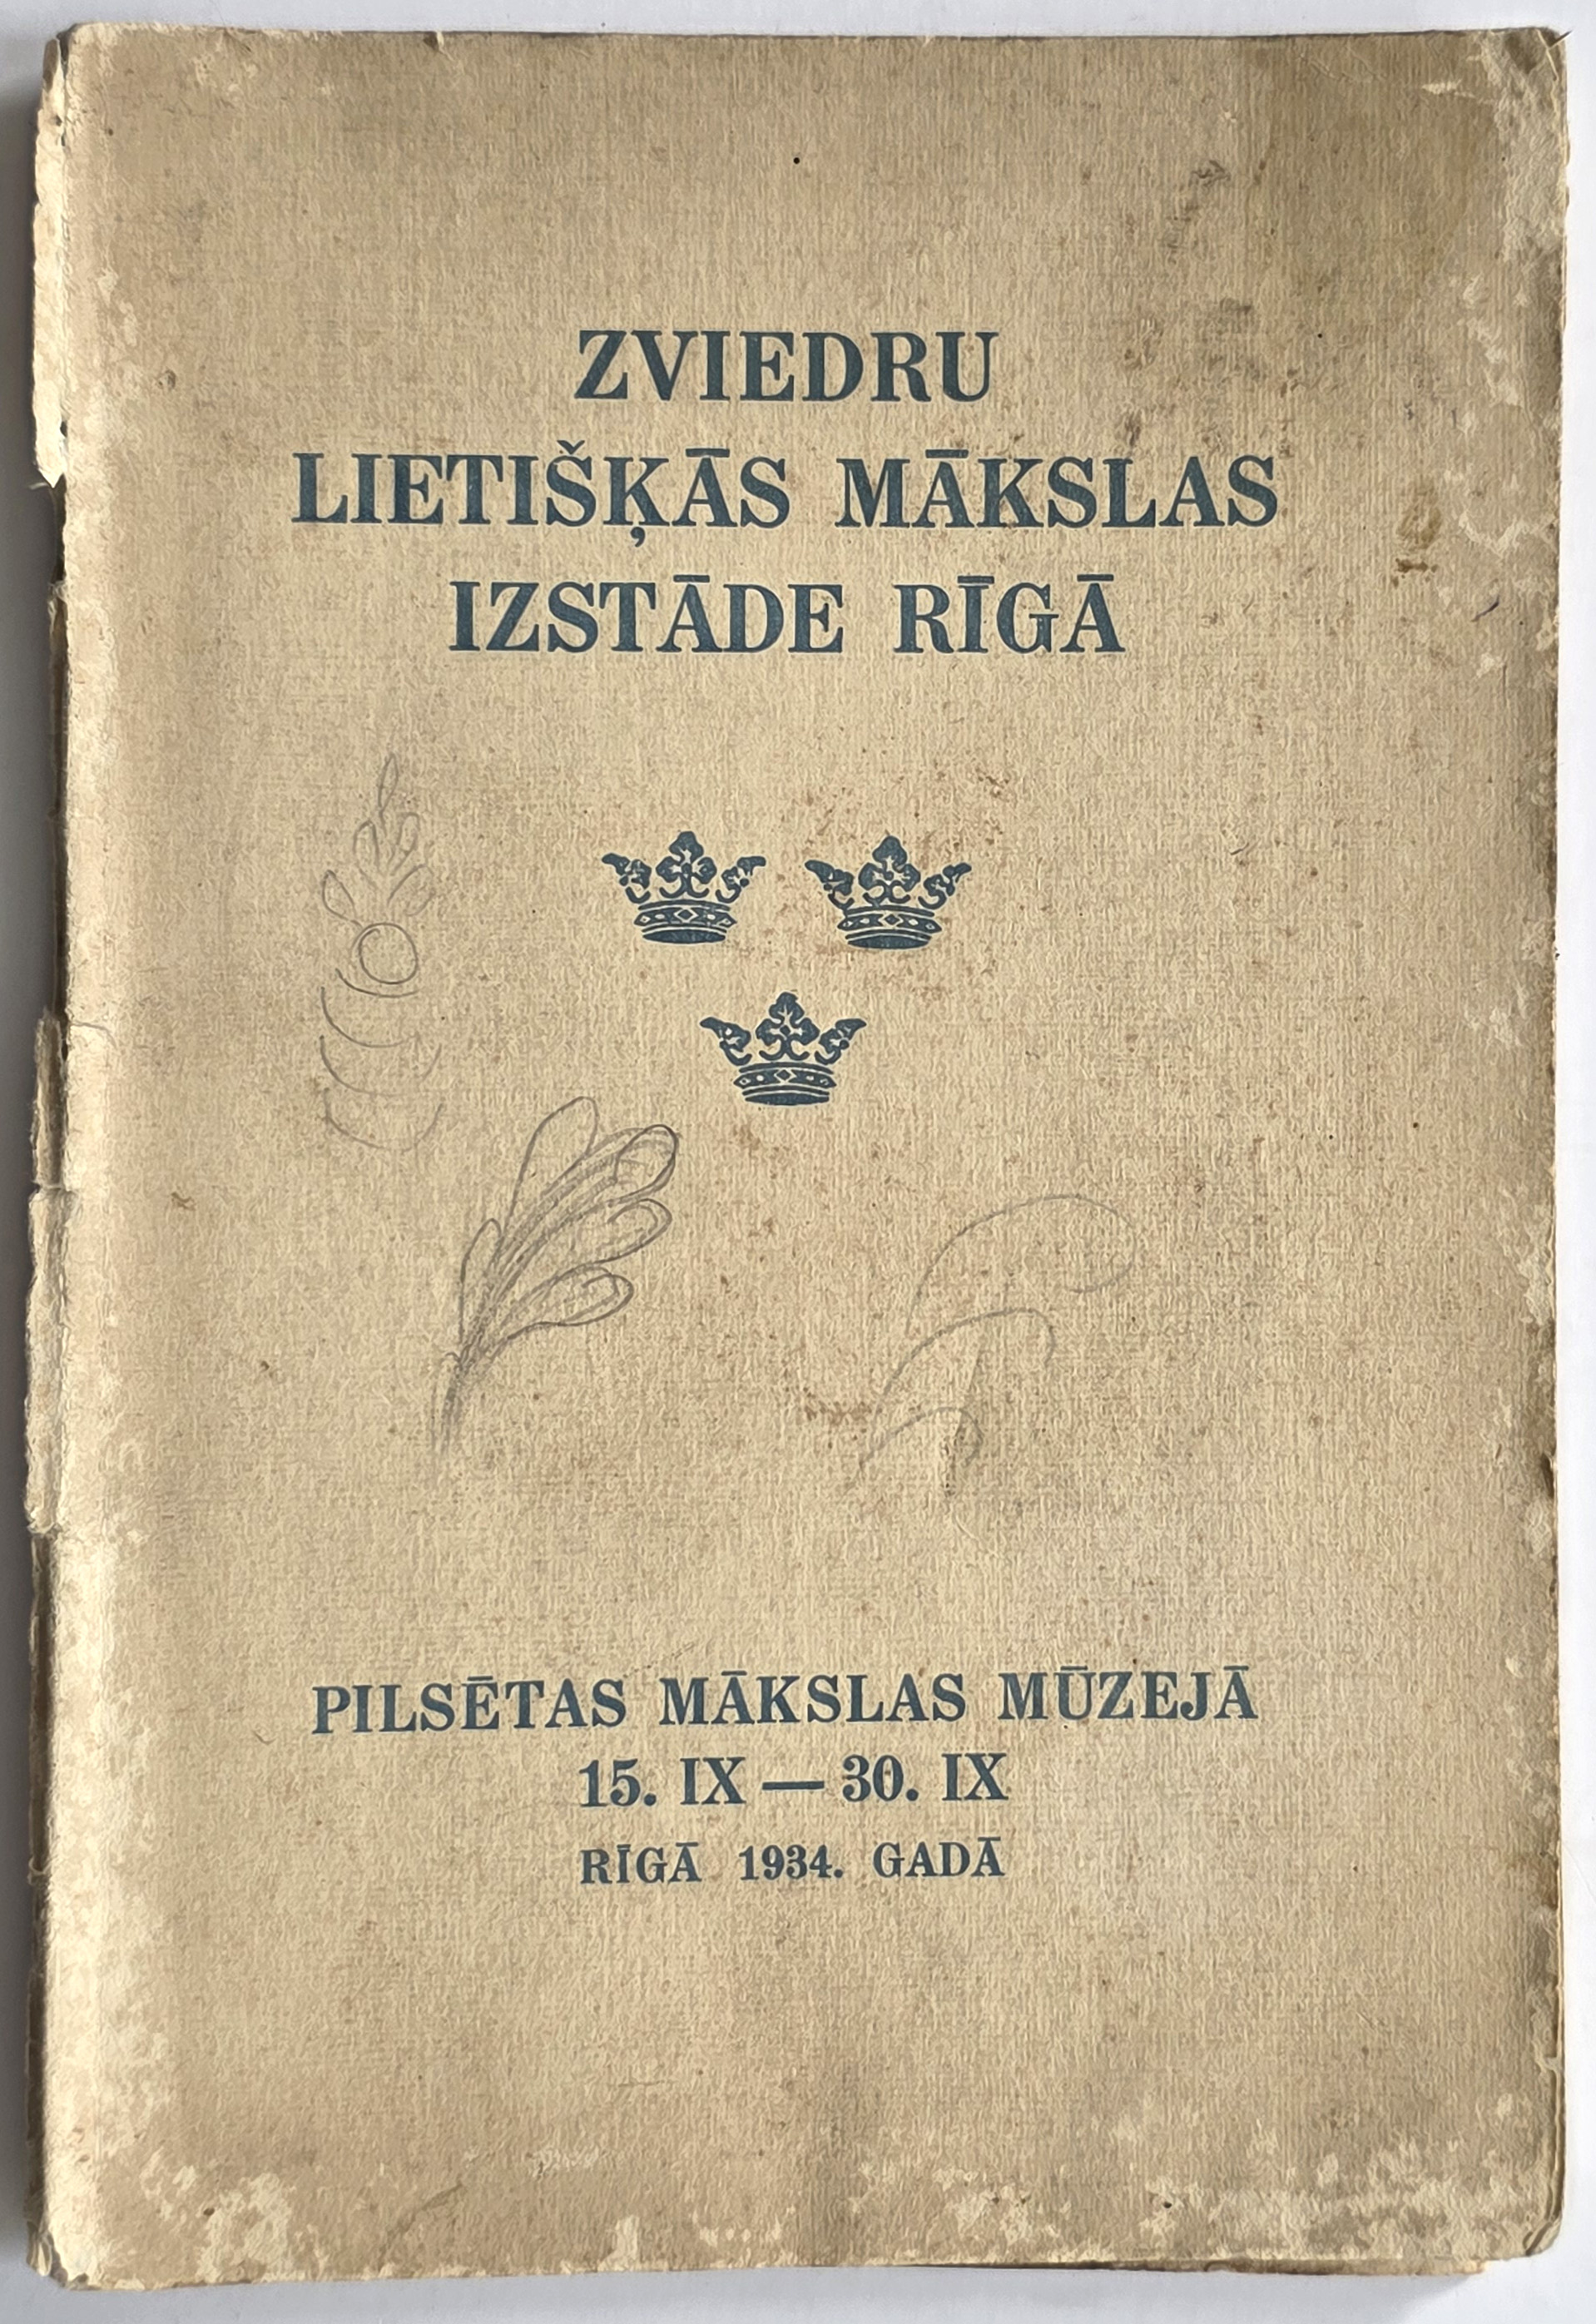 ZVIEDRU
LIETIŠĶĀS MĀKSLAS
IZSTĀDE RĪGĀ
PILSĒTAS MĀKSLAS MŪZEJĀ
15. IX — 30. IX
RĪGĀ 1934. GADĀ